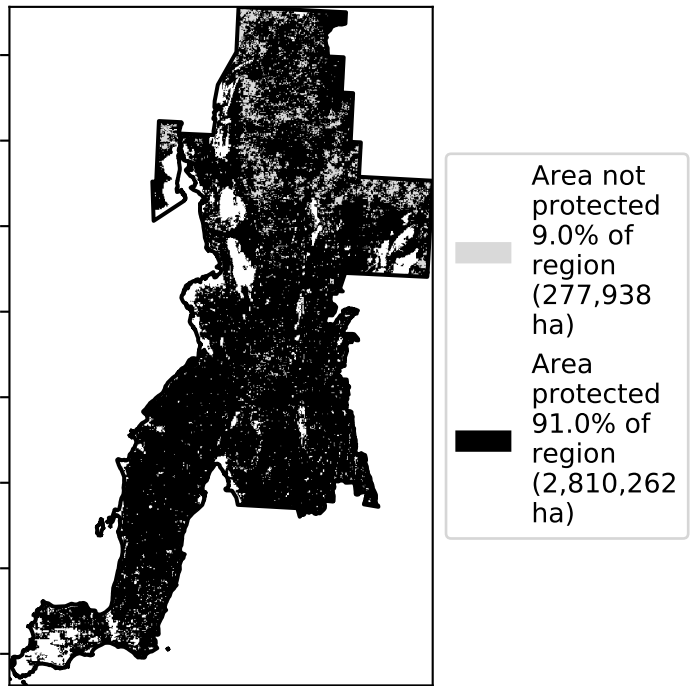 Area not
protected
9.0% of
region
(277,938
ha)
Area
protected
91.0% of
region
(2,810,262
ha)